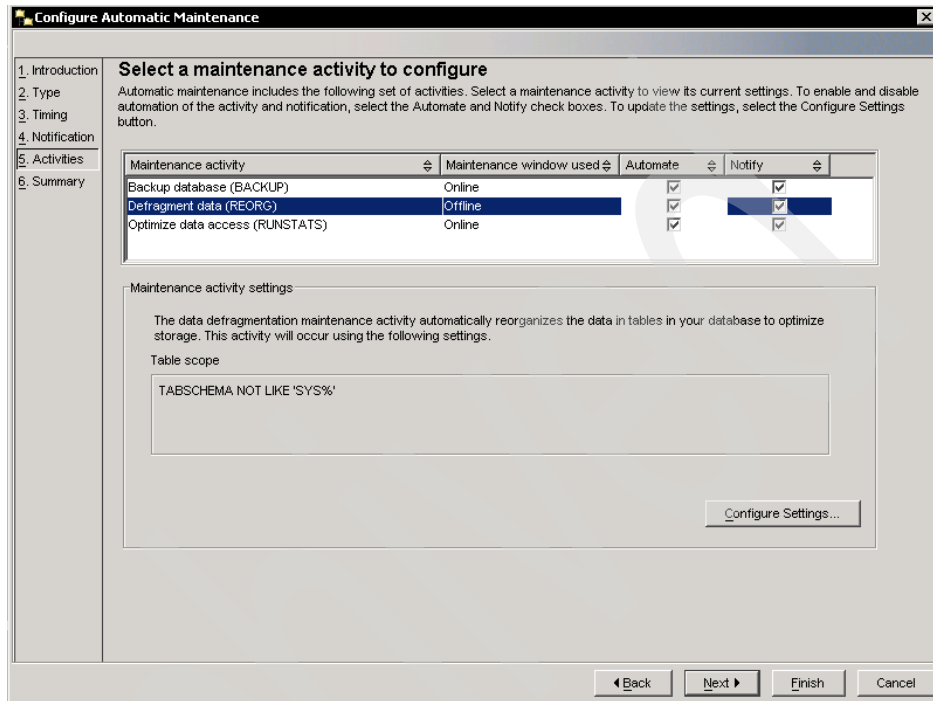 Configure Automatic Maintenance
1. Introduction
2. Type
3. Timing
4. Notification
5. Activities
6. Summary
Select a maintenance activity to configure
Automatic maintenance includes the following set of activities. Select a maintenance activity to view its current settings. To enable and disable
automation of the activity and notification, select the Automate and Notify check boxes. To update the settings, select the Configure Settings
button.
Maintenance activity Maintenance window used Automate Notify
Backup database (BACKUP) Online
Defragment data (REORG) Offline
Optimize data access (RUNSTATS) Online
Maintenance activity settings
The data defragmentation maintenance activity automatically reorganizes the data in tables in your database to optimize
storage. This activity will occur using the following settings.
Table scope
TABSCHEMA NOT LIKE 'SYS%'
Configure Settings...
Back Next Finish Cancel